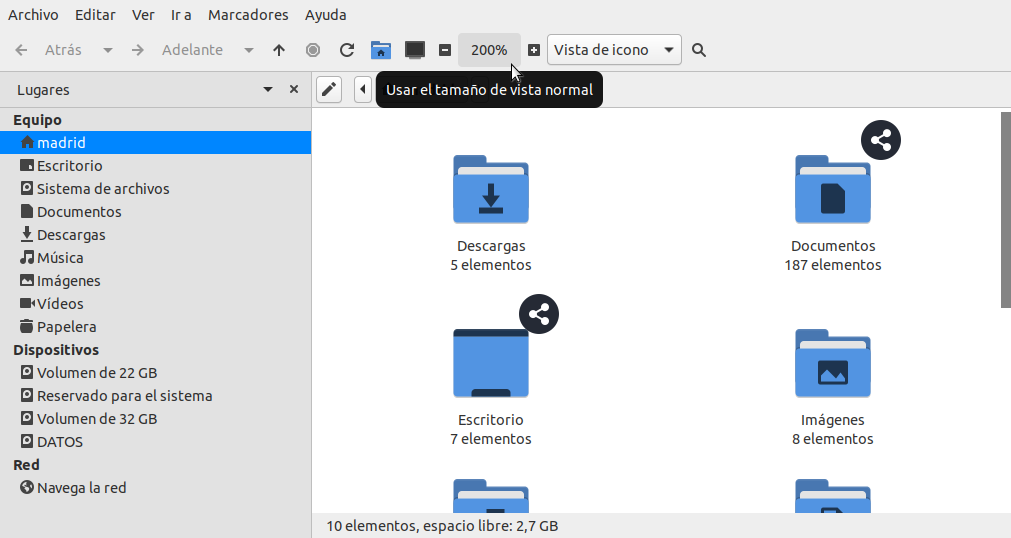 Archivo Editar Ver Ir a Marcadores Ayuda
Atrás Adelante 200% Vista de icono
Lugares
Usar el tamaño de vista normal
Equipo
madrid
Escritorio
Sistema de archivos
Documentos
Descargas
Música
Imágenes
Vídeos
Papelera
Dispositivos
Volumen de 22 GB
Reservado para el sistema
Volumen de 32 GB
DATOS
Red
Navega la red
Descargas
5 elementos
Documentos
187 elementos
Escritorio
7 elementos
Imágenes
8 elementos
10 elementos, espacio libre: 2,7 GB